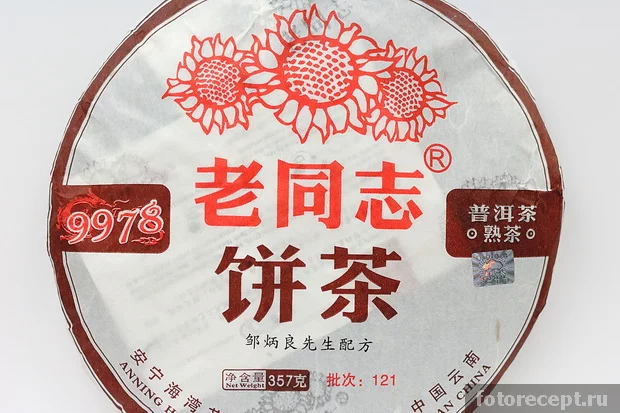 老同志®
9978
普洱茶
熟茶
饼茶
邹炳良先生配方
净含量
Net Weight
357克
批次：121
安宁海湾
ANNING H
中国云南
AN CHINA
fotorecept.ru